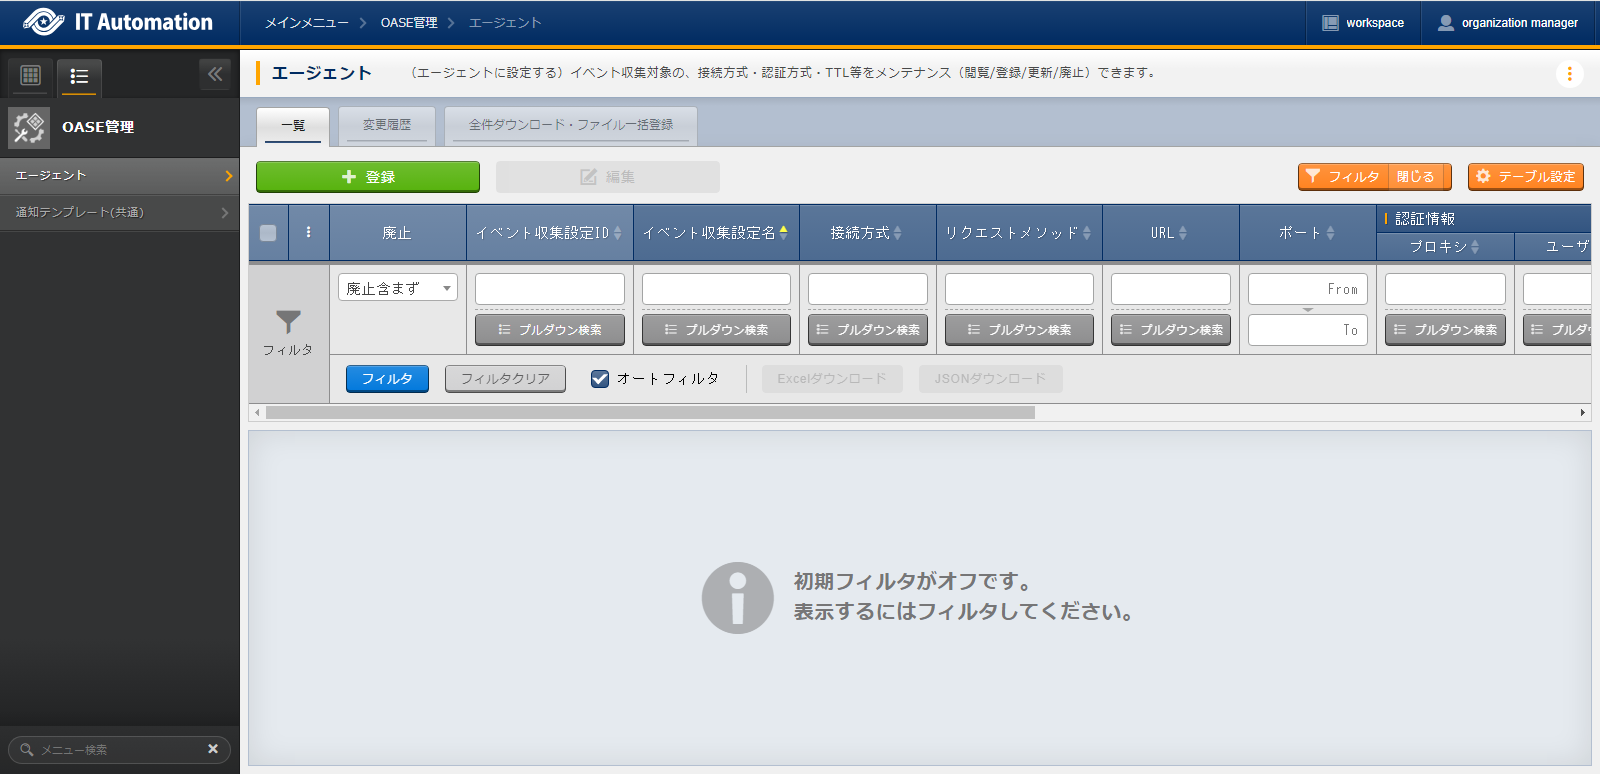 IT Automation
メインメニュー
OASE管理
エージェント
workspace
organization manager
OASE管理
エージェント
通知テンプレート(共通)
メニュー検索
エージェント
（エージェントに設定する）イベント収集対象の、接続方式・認証方式・TTL等をメンテナンス（閲覧/登録/更新/廃止）できます。
一覧
変更履歴
全件ダウンロード・ファイル一括登録
登録
編集
フィルタ
閉じる
テーブル設定
廃止
イベント収集設定ID
イベント収集設定名
接続方式
リクエストメソッド
URL
ポート
認証情報
プロキシ
ユーザ
フィルタ
廃止含まず
From
To
プルダウン検索
プルダウン検索
プルダウン検索
プルダウン検索
プルダウン検索
プルダウン検索
プルダ
フィルタ
フィルタクリア
オートフィルタ
Excelダウンロード
JSONダウンロード
初期フィルタがオフです。
表示するにはフィルタしてください。